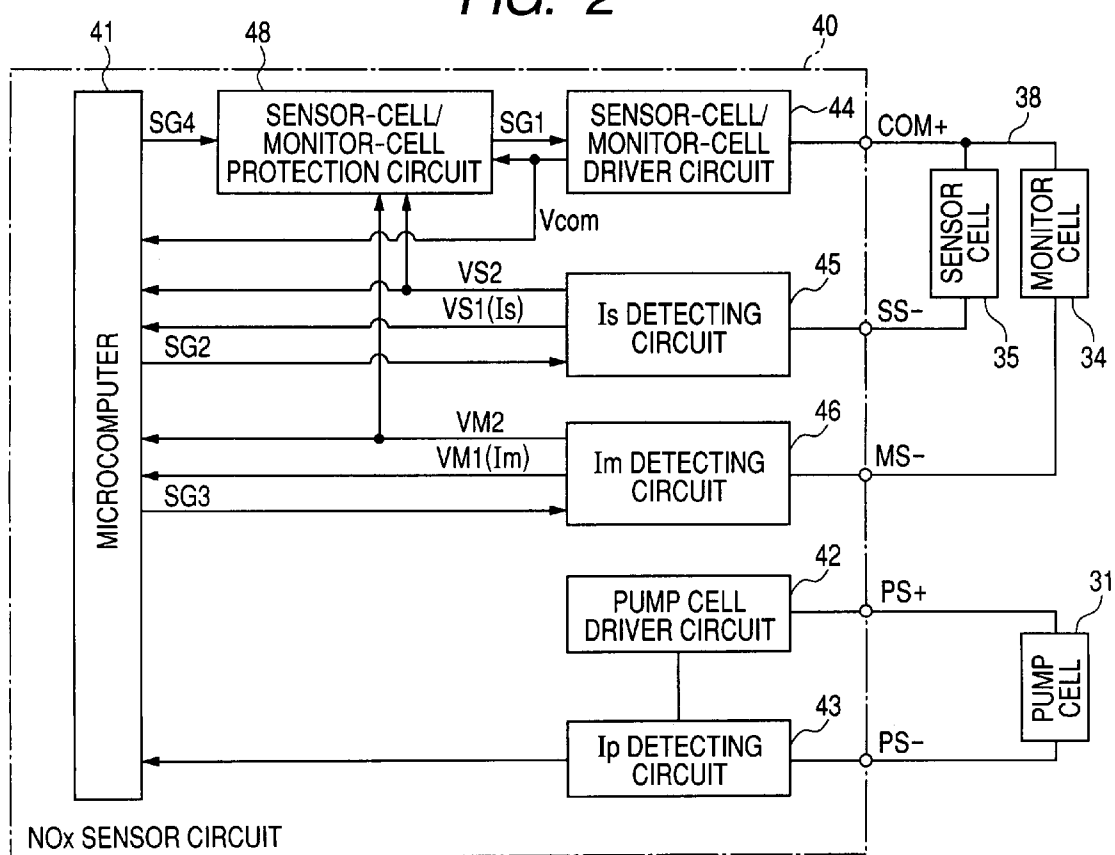 FIG. 2
41
48
40
SENSOR-CELL/
MONITOR-CELL
PROTECTION CIRCUIT
SG4
SG1
SENSOR-CELL/
MONITOR-CELL
DRIVER CIRCUIT
44
COM+
38
Vcom
SENSOR
CELL
MONITOR
CELL
VS2
45
VS1(Is)
Is DETECTING
CIRCUIT
SS-
SG2
35
34
MICROCOMPUTER
VM2
46
VM1(Im)
Im DETECTING
CIRCUIT
MS-
SG3
42
PUMP CELL
DRIVER CIRCUIT
PS+
31
PUMP
CELL
43
Ip DETECTING
CIRCUIT
PS-
NOx SENSOR CIRCUIT